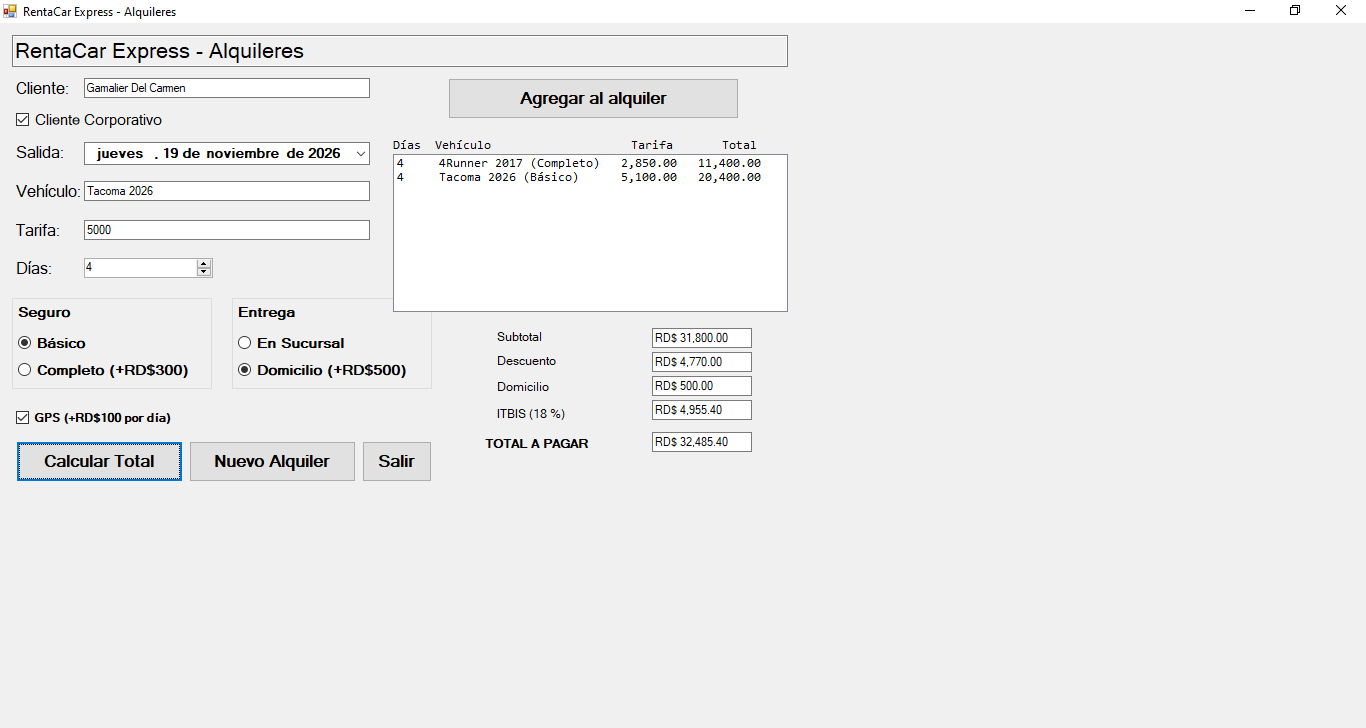 RentaCar Express - Alquileres
RentaCar Express - Alquileres
Cliente: Gamalier Del Carmen
Cliente Corporativo
Salida: jueves , 19 de noviembre de 2026
Vehículo: Tacoma 2026
Tarifa: 5000
Días: 4
Seguro
Básico
Completo (+RD$300)
Entrega
En Sucursal
Domicilio (+RD$500)
GPS (+RD$100 por día)
Calcular Total Nuevo Alquiler Salir
Agregar al alquiler
Días Vehículo Tarifa Total
4 4Runner 2017 (Completo) 2,850.00 11,400.00
4 Tacoma 2026 (Básico) 5,100.00 20,400.00
Subtotal RD$ 31,800.00
Descuento RD$ 4,770.00
Domicilio RD$ 500.00
ITBIS (18 %) RD$ 4,955.40
TOTAL A PAGAR RD$ 32,485.40